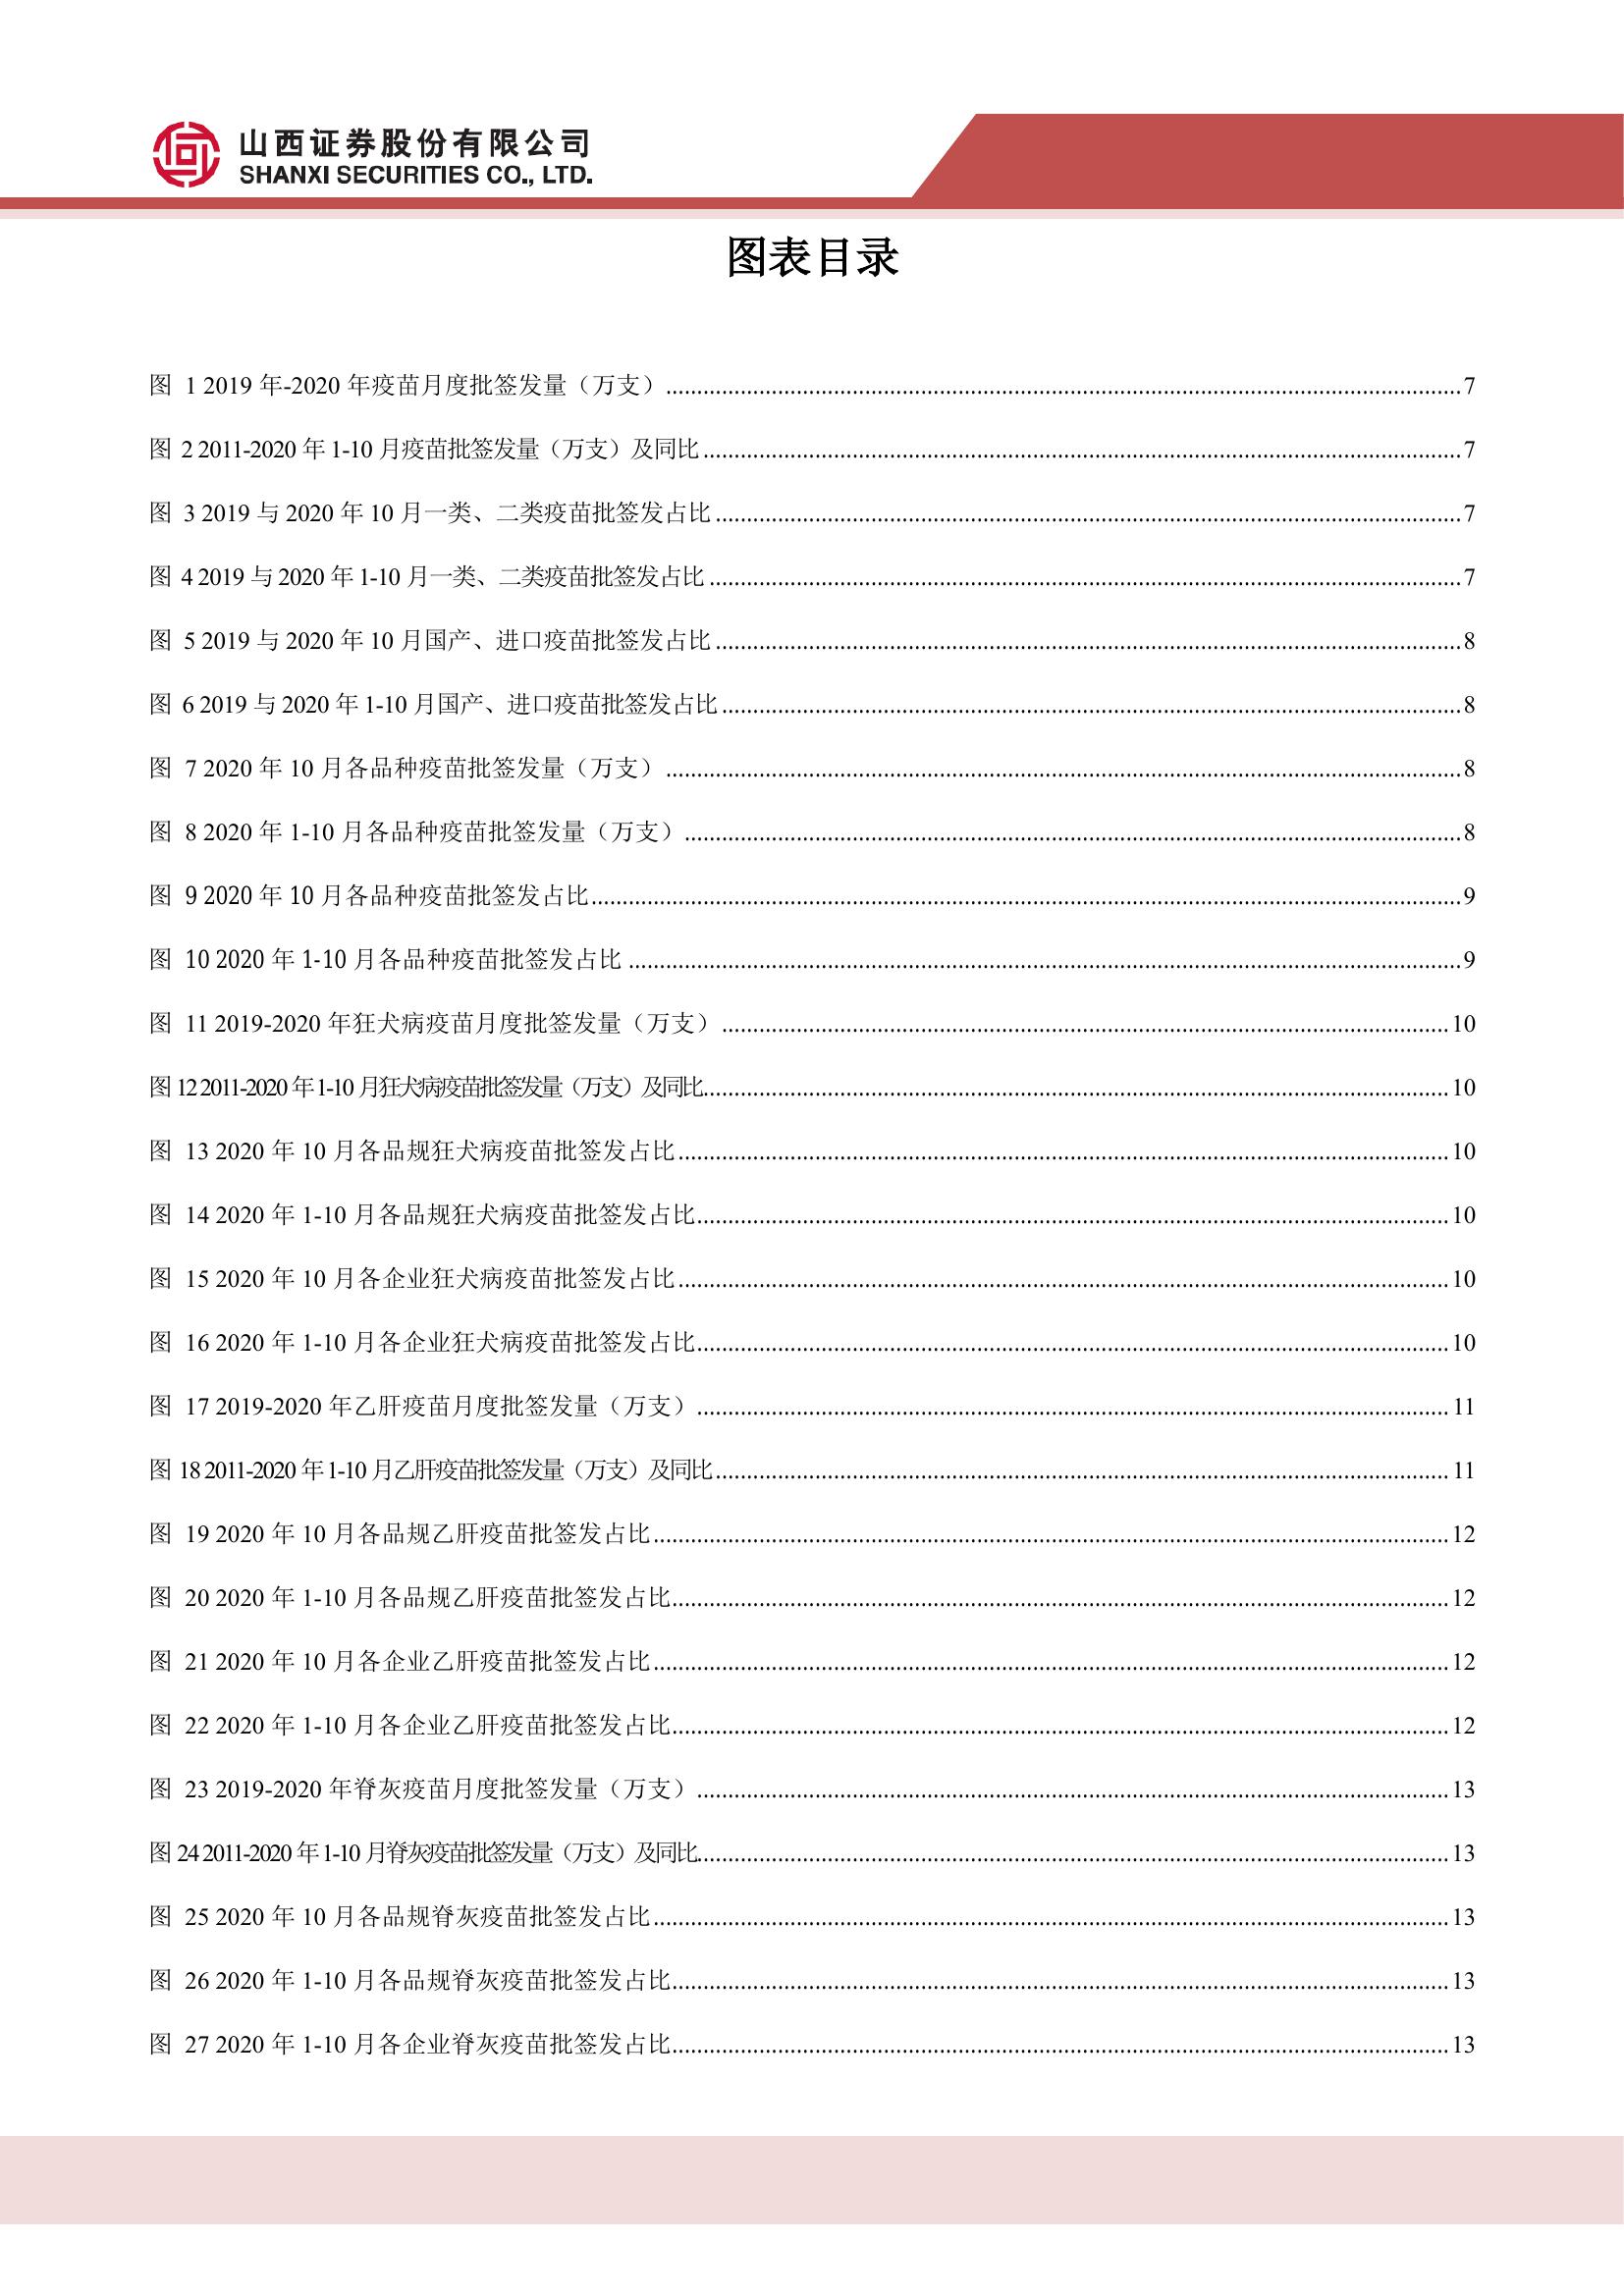 山西证券股份有限公司
SHANXI SECURITIES CO., LTD.
图表目录
图 1 2019 年-2020 年疫苗月度批签发量（万支）................7
图 2 2011-2020 年 1-10 月疫苗批签发量（万支）及同比................7
图 3 2019 与 2020 年 10 月一类、二类疫苗批签发占比................7
图 4 2019 与 2020 年 1-10 月一类、二类疫苗批签发占比................7
图 5 2019 与 2020 年 10 月国产、进口疫苗批签发占比................8
图 6 2019 与 2020 年 1-10 月国产、进口疫苗批签发占比................8
图 7 2020 年 10 月各品种疫苗批签发量（万支）................8
图 8 2020 年 1-10 月各品种疫苗批签发量（万支）................8
图 9 2020 年 10 月各品种疫苗批签发占比................9
图 10 2020 年 1-10 月各品种疫苗批签发占比................9
图 11 2019-2020 年狂犬病疫苗月度批签发量（万支）................10
图 12 2011-2020 年 1-10 月狂犬病疫苗批签发量（万支）及同比................10
图 13 2020 年 10 月各品规狂犬病疫苗批签发占比................10
图 14 2020 年 1-10 月各品规狂犬病疫苗批签发占比................10
图 15 2020 年 10 月各企业狂犬病疫苗批签发占比................10
图 16 2020 年 1-10 月各企业狂犬病疫苗批签发占比................10
图 17 2019-2020 年乙肝疫苗月度批签发量（万支）................11
图 18 2011-2020 年 1-10 月乙肝疫苗批签发量（万支）及同比................11
图 19 2020 年 10 月各品规乙肝疫苗批签发占比................12
图 20 2020 年 1-10 月各品规乙肝疫苗批签发占比................12
图 21 2020 年 10 月各企业乙肝疫苗批签发占比................12
图 22 2020 年 1-10 月各企业乙肝疫苗批签发占比................12
图 23 2019-2020 年脊灰疫苗月度批签发量（万支）................13
图 24 2011-2020 年 1-10 月脊灰疫苗批签发量（万支）及同比................13
图 25 2020 年 10 月各品规脊灰疫苗批签发占比................13
图 26 2020 年 1-10 月各品规脊灰疫苗批签发占比................13
图 27 2020 年 1-10 月各企业脊灰疫苗批签发占比................13